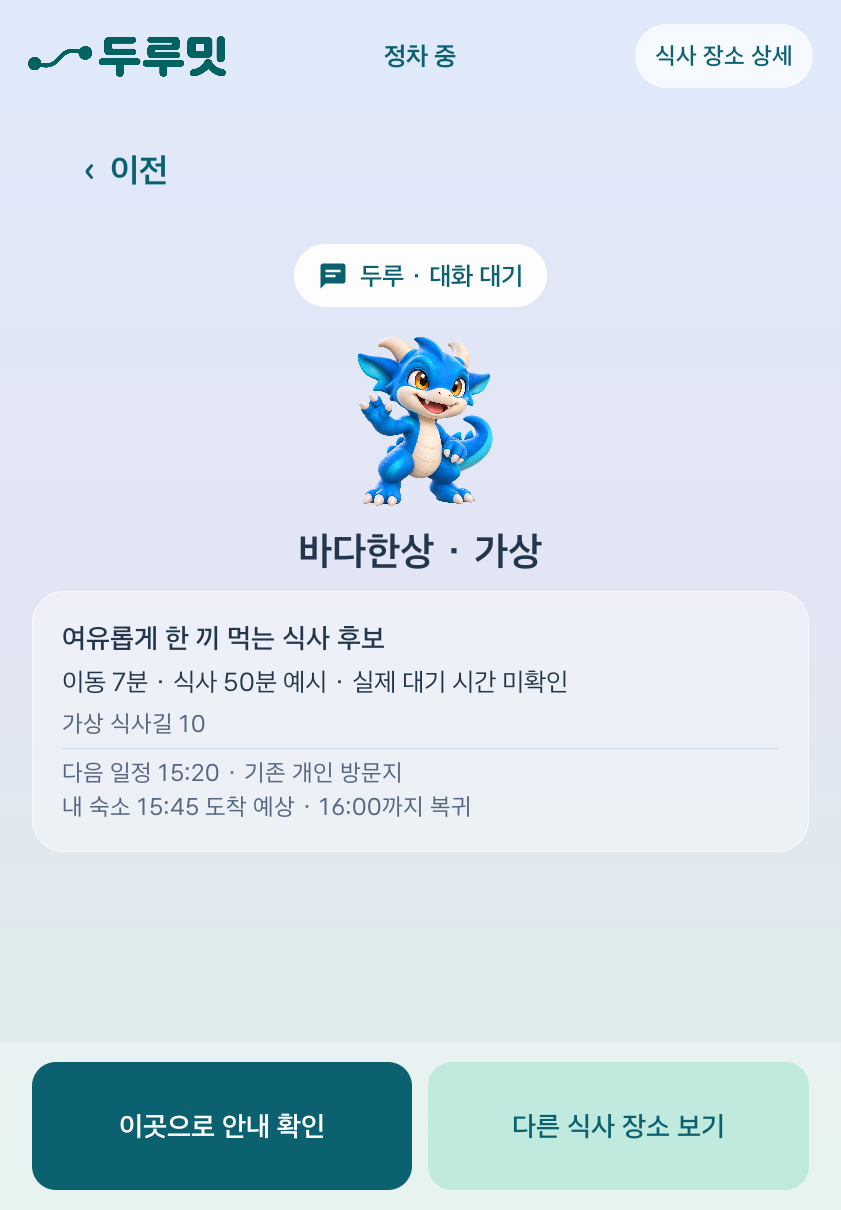 두루밋
정차 중
식사 장소 상세
‹ 이전
두루 · 대화 대기
바다한상 · 가상
여유롭게 한 끼 먹는 식사 후보
이동 7분 · 식사 50분 예시 · 실제 대기 시간 미확인
가상 식사길 10
다음 일정 15:20 · 기존 개인 방문지
내 숙소 15:45 도착 예상 · 16:00까지 복귀
이곳으로 안내 확인
다른 식사 장소 보기